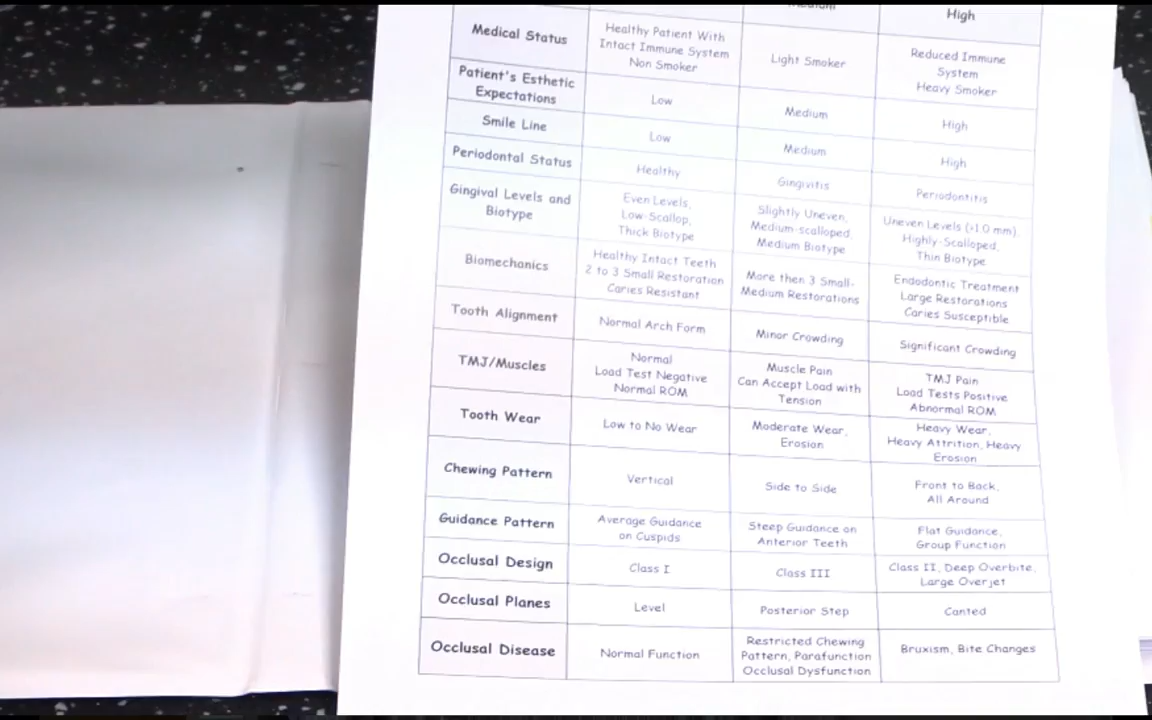 Medium
High
Medical Status
Healthy Patient With
Intact Immune System
Non Smoker
Light Smoker
Reduced Immune
System
Heavy Smoker
Patient's Esthetic
Expectations
Low
Medium
High
Smile Line
Low
Medium
High
Periodontal Status
Healthy
Gingivitis
Periodontitis
Gingival Levels and
Biotype
Even Levels,
Low-Scallop,
Thick Biotype
Slightly Uneven,
Medium-scalloped,
Medium Biotype
Uneven Levels (>1.0 mm),
Highly-Scalloped,
Thin Biotype
Biomechanics
Healthy Intact Teeth
2 to 3 Small Restoration
Caries Resistant
More then 3 Small-
Medium Restorations
Endodontic Treatment
Large Restorations
Caries Susceptible
Tooth Alignment
Normal Arch Form
Minor Crowding
Significant Crowding
TMJ/Muscles
Normal
Load Test Negative
Normal ROM
Muscle Pain
Can Accept Load with
Tension
TMJ Pain
Load Tests Positive
Abnormal ROM
Tooth Wear
Low to No Wear
Moderate Wear,
Erosion
Heavy Wear,
Heavy Attrition, Heavy
Erosion
Chewing Pattern
Vertical
Side to Side
Front to Back,
All Around
Guidance Pattern
Average Guidance
on Cuspids
Steep Guidance on
Anterior Teeth
Flat Guidance,
Group Function
Occlusal Design
Class I
Class III
Class II, Deep Overbite,
Large Overjet
Occlusal Planes
Level
Posterior Step
Canted
Occlusal Disease
Normal Function
Restricted Chewing
Pattern, Parafunction
Occlusal Dysfunction
Bruxism, Bite Changes